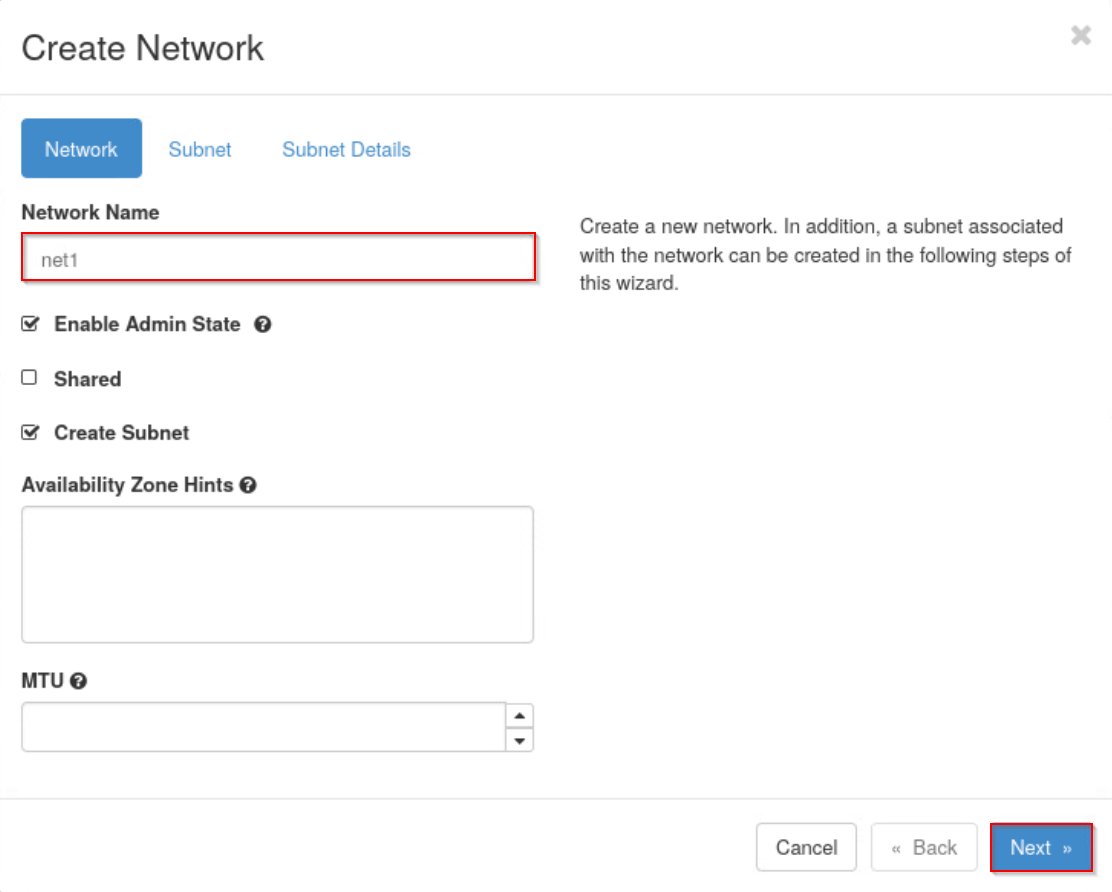 Create Network
Network Subnet Subnet Details
Network Name
net1
Create a new network. In addition, a subnet associated
with the network can be created in the following steps of
this wizard.
Enable Admin State
Shared
Create Subnet
Availability Zone Hints
MTU
Cancel « Back Next »